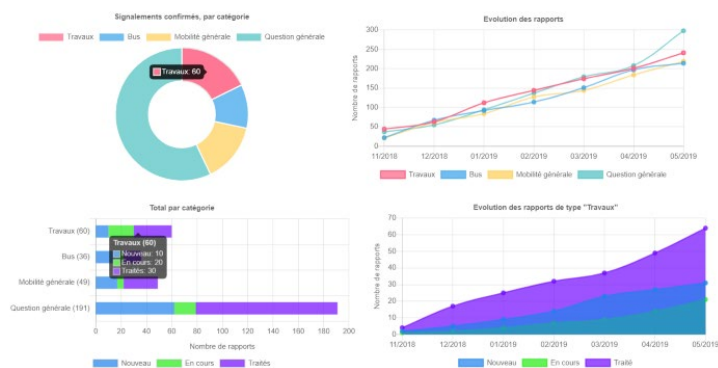 Signalements confirmés, par catégorie
Travaux Bus Mobilité générale Question générale
Travaux: 60
Evolution des rapports
Nombre de rapports
300
250
200
150
100
50
0
11/2018 12/2018 01/2019 02/2019 03/2019 04/2019 05/2019
Travaux Bus Mobilité générale Question générale
Total par catégorie
Travaux (60)
Bus (36)
Mobilité générale (49)
Question générale (191)
Travaux (60)
Nouveau: 10
En cours: 20
Traités: 30
0 20 40 60 80 100 120 140 160 180 200
Nombre de rapports
Nouveau En cours Traités
Evolution des rapports de type "Travaux"
Nombre de rapports
70
60
50
40
30
20
10
0
11/2018 12/2018 01/2019 02/2019 03/2019 04/2019 05/2019
Nouveau En cours Traité